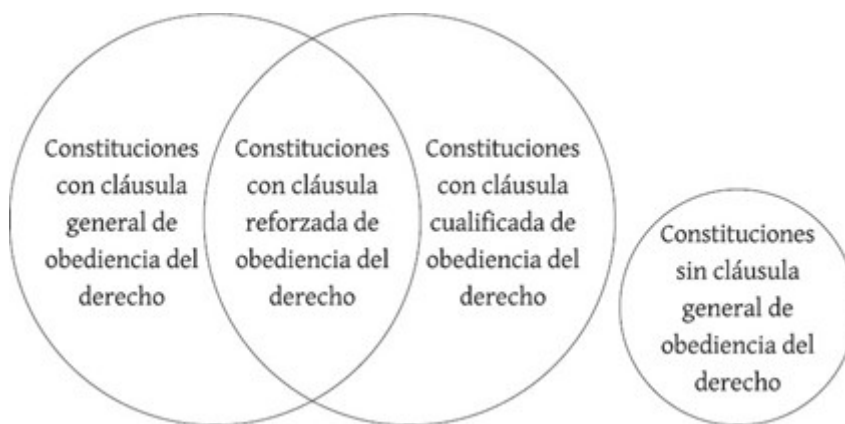 Constituciones
con cláusula
general de
obediencia del
derecho
Constituciones
con cláusula
reforzada de
obediencia del
derecho
Constituciones
con cláusula
cualificada de
obediencia del
derecho
Constituciones
sin cláusula
general de
obediencia del
derecho